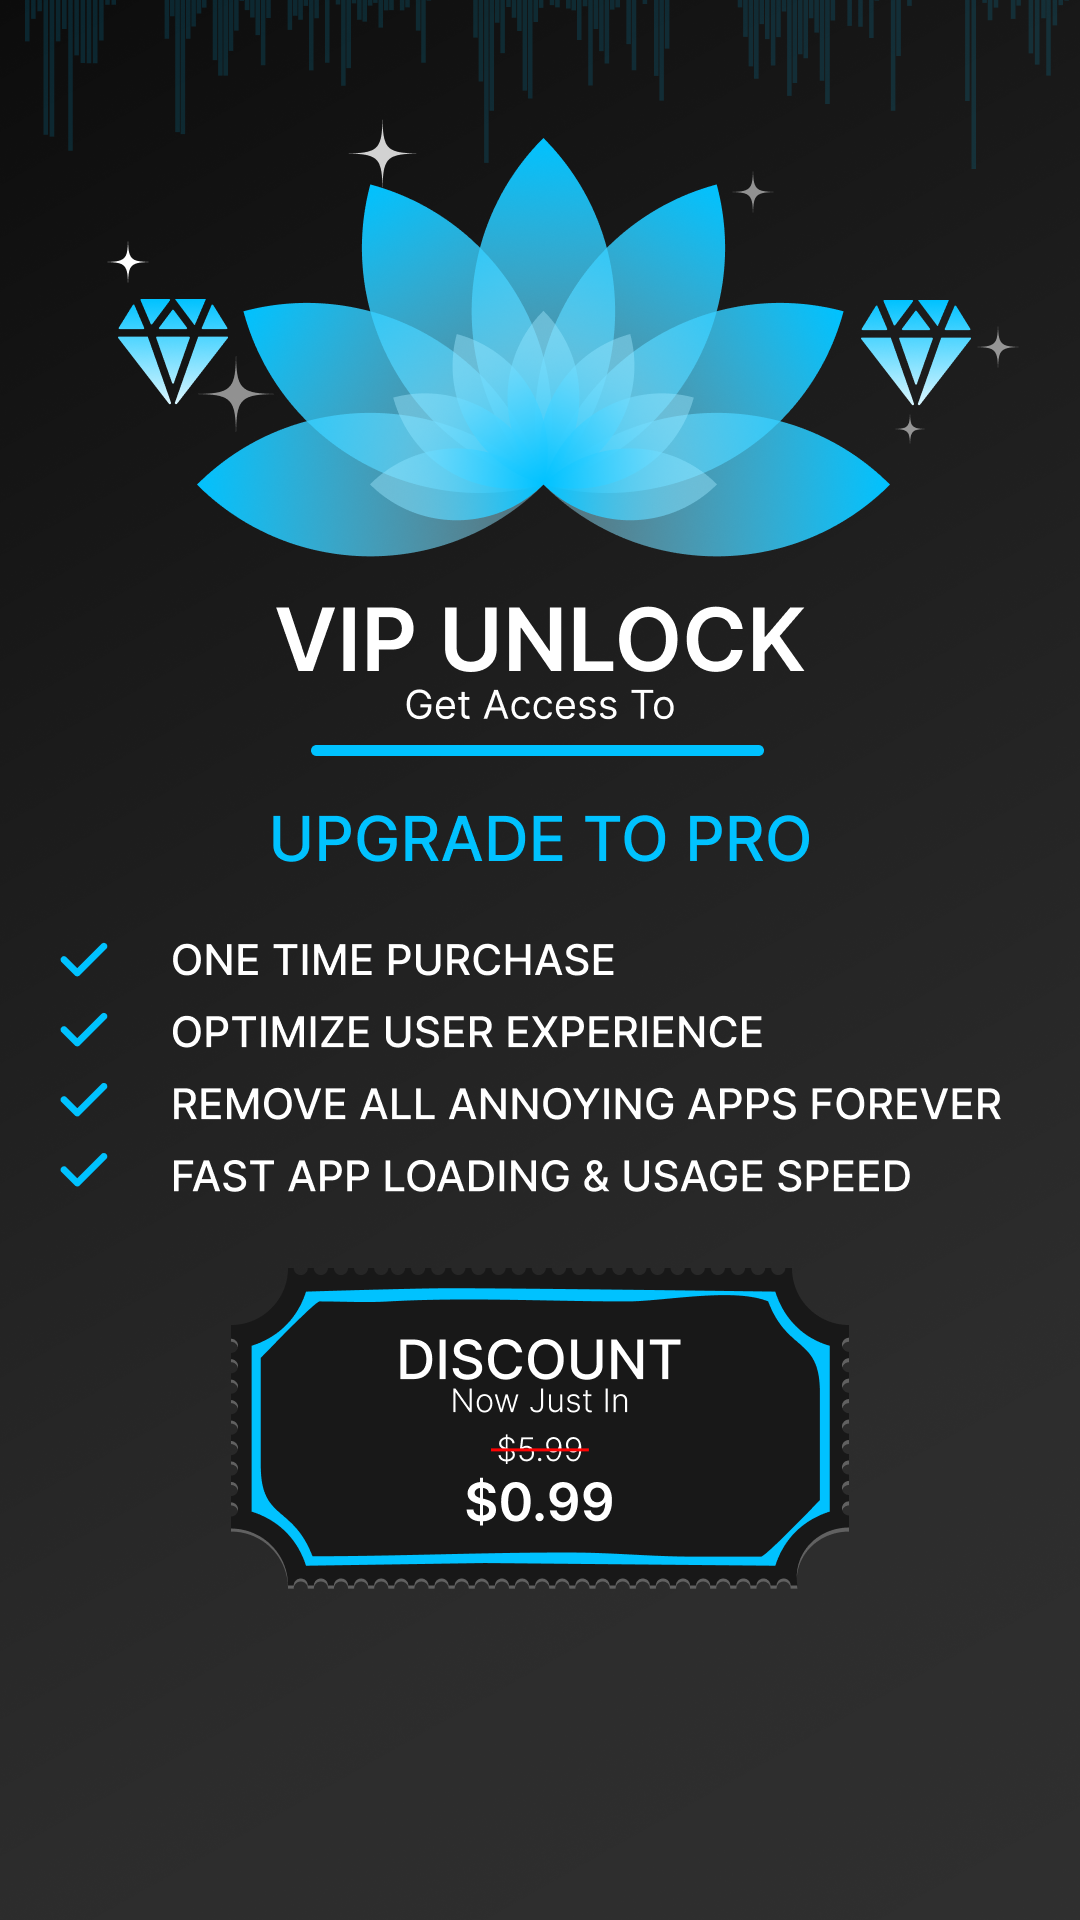 VIP UNLOCK
Get Access To
UPGRADE TO PRO
ONE TIME PURCHASE
OPTIMIZE USER EXPERIENCE
REMOVE ALL ANNOYING APPS FOREVER
FAST APP LOADING & USAGE SPEED
DISCOUNT
Now Just In
$5.99
$0.99